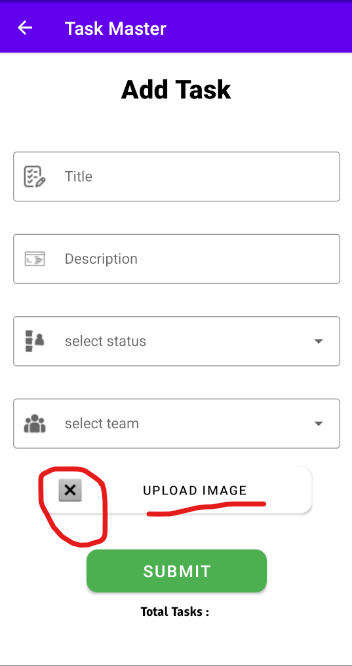 Task Master
Add Task
Title
Description
select status
select team
UPLOAD IMAGE
SUBMIT
Total Tasks :